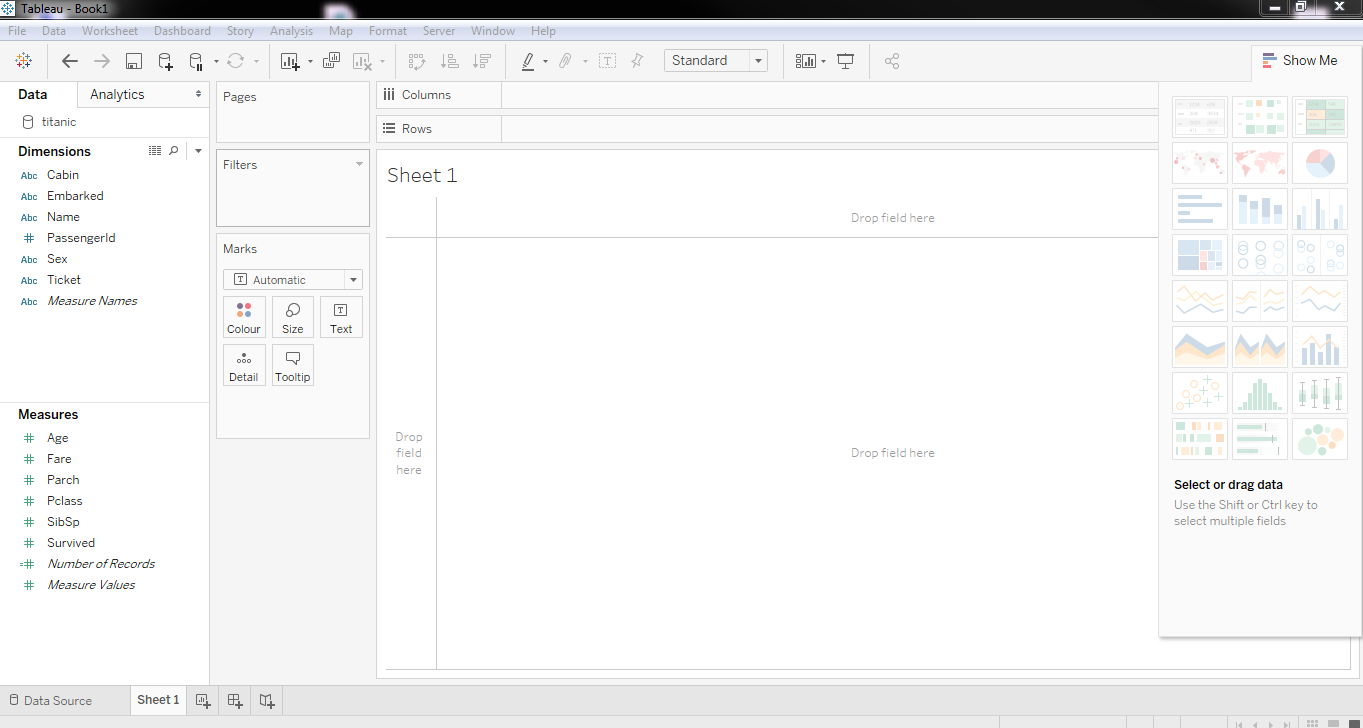 Tableau - Book1
File Data Worksheet Dashboard Story Analysis Map Format Server Window Help
Standard
Show Me
Data Analytics
titanic
Dimensions
Abc Cabin
Abc Embarked
Abc Name
# PassengerId
Abc Sex
Abc Ticket
Abc Measure Names
Measures
# Age
# Fare
# Parch
# Pclass
# SibSp
# Survived
=# Number of Records
# Measure Values
Pages
Filters
Marks
T Automatic
Colour Size Text
Detail Tooltip
Columns
Rows
Sheet 1
Drop field here
Drop
field
here
Drop field here
Select or drag data
Use the Shift or Ctrl key to
select multiple fields
Data Source Sheet 1